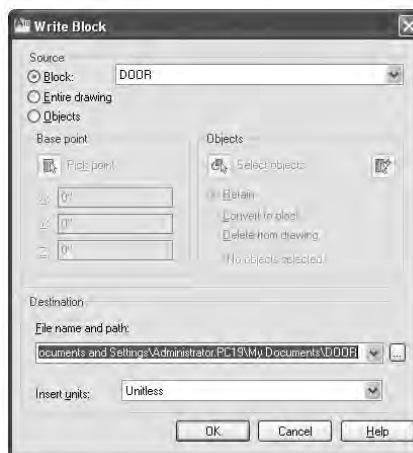 Write Block
Source
Block: DOOR
Entire drawing
Objects
Base point
Pick point
X: 0"
Y: 0"
Z: 0"
Objects
Select objects
Retain
Convert to block
Delete from drawing
No objects selected
Destination
File name and path:
ocuments and Settings\Administrator.PC19\My Documents\DOOR
...
Insert units: Unitless
OK Cancel Help